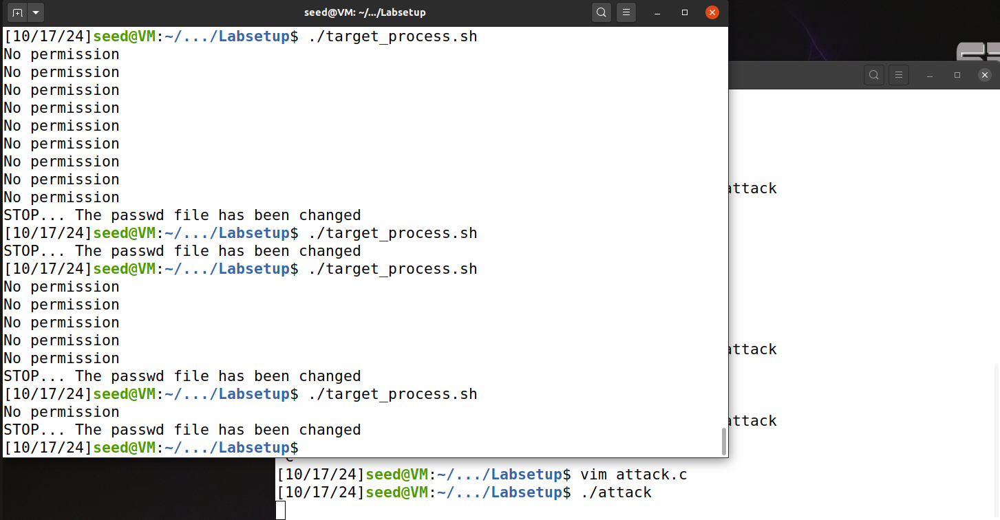 seed@VM: ~/.../Labsetup
[10/17/24]seed@VM:~/.../Labsetup$ ./target_process.sh
No permission
No permission
No permission
No permission
No permission
No permission
No permission
No permission
No permission
STOP... The passwd file has been changed
[10/17/24]seed@VM:~/.../Labsetup$ ./target_process.sh
STOP... The passwd file has been changed
[10/17/24]seed@VM:~/.../Labsetup$ ./target_process.sh
No permission
No permission
No permission
No permission
No permission
STOP... The passwd file has been changed
[10/17/24]seed@VM:~/.../Labsetup$ ./target_process.sh
No permission
STOP... The passwd file has been changed
[10/17/24]seed@VM:~/.../Labsetup$
attack
attack
attack
[10/17/24]seed@VM:~/.../Labsetup$ vim attack.c
[10/17/24]seed@VM:~/.../Labsetup$ ./attack